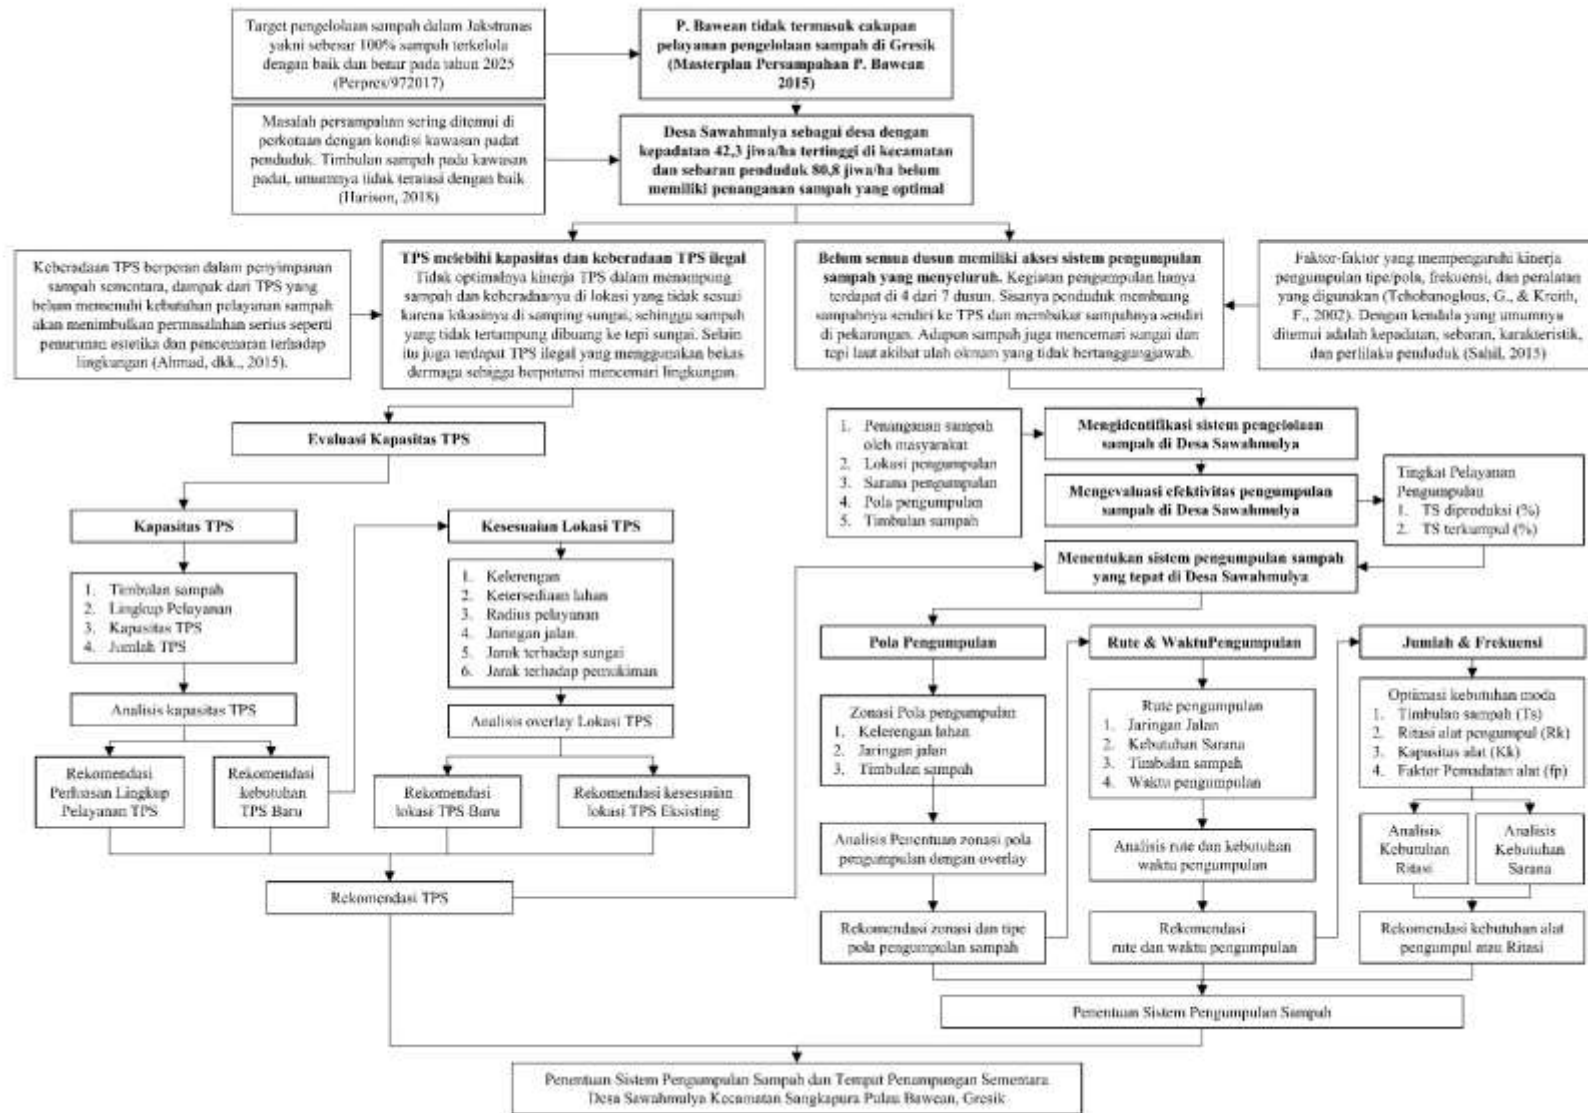 Target pengelolaan sampah dalam Jakstranas
yakni sebesar 100% sampah terkelola
dengan baik dan benar pada tahun 2025
(Perpres/972017)
P. Bawean tidak termasuk cakapan
pelayanan pengelolaan sampah di Gresik
(Masterplan Persampahan P. Bawean
2015)
Masalah persampahan sering ditemui di
perkotaan dengan kondisi kawasan padat
penduduk. Timbulan sampah pada kawasan
padat, umumnya tidak teratasi dengan baik
(Harison, 2018)
Desa Sawahmulya sebagai desa dengan
kepadatan 42,3 jiwa/ha tertinggi di kecamatan
dan sebaran penduduk 80,8 jiwa/ha belum
memiliki penanganan sampah yang optimal
Keberadaan TPS berperan dalam penyimpanan
sampah sementara, dampak dari TPS yang
belum memenuhi kebutuhan pelayanan sampah
akan menimbulkan permasalahan serius seperti
penurunan estetika dan pencemaran terhadap
lingkungan (Ahmad, dkk., 2015).
TPS melebihi kapasitas dan keberadaan TPS ilegal
Tidak optimalnya kinerja TPS dalam menampung
sampah dan keberadaanya di lokasi yang tidak sesuai
karena lokasinya di samping sungai, sehingga sampah
yang tidak tertampung dibuang ke tepi sungai. Selain
itu juga terdapat TPS ilegal yang menggunakan bekas
dermaga sehingga berpotensi mencemari lingkungan.
Belum semua dusun memiliki akses sistem pengumpulan
sampah yang menyeluruh. Kegiatan pengumpulan hanya
terdapat di 4 dari 7 dusun. Sisanya penduduk membuang
sampahnya sendiri ke TPS dan membakar sampahnya sendiri
di pekarangan. Adapun sampah juga mencemari sungai dan
tepi laut akibat ulah oknum yang tidak bertanggungjawab.
Faktor-faktor yang mempengaruhi kinerja
pengumpulan tipe/pola, frekuensi, dan peralatan
yang digunakan (Tchobanoglous, G., & Kreith,
F., 2002). Dengan kendala yang umumnya
ditemui adalah kepadatan, sebaran, karakteristik,
dan perlilaku penduduk (Sahil, 2015)
Evaluasi Kapasitas TPS
Kapasitas TPS
1. Timbulan sampah
2. Lingkup Pelayanan
3. Kapasitas TPS
4. Jumlah TPS
Analisis kapasitas TPS
Rekomendasi
Perluasan Lingkup
Pelayanan TPS
Rekomendasi
kebutuhan
TPS Baru
Kesesuaian Lokasi TPS
1. Kelerengan
2. Ketersediaan lahan
3. Radius pelayanan
4. Jaringan jalan
5. Jarak terhadap sungai
6. Jarak terhadap pemukiman
Analisis overlay Lokasi TPS
Rekomendasi
lokasi TPS Baru
Rekomendasi kesesuaian
lokasi TPS Eksisting
Rekomendasi TPS
1. Penanganan sampah
oleh masyarakat
2. Lokasi pengumpulan
3. Sarana pengumpulan
4. Pola pengumpulan
5. Timbulan sampah
Mengidentifikasi sistem pengelolaan
sampah di Desa Sawahmulya
Mengevaluasi efektivitas pengumpulan
sampah di Desa Sawahmulya
Tingkat Pelayanan
Pengumpulan
1. TS diproduksi (%)
2. TS terkumpul (%)
Menentukan sistem pengumpulan sampah
yang tepat di Desa Sawahmulya
Pola Pengumpulan
Zonasi Pola pengumpulan
1. Kelerengan lahan
2. Jaringan jalan
3. Timbulan sampah
Analisis Penentuan zonasi pola
pengumpulan dengan overlay
Rekomendasi zonasi dan tipe
pola pengumpulan sampah
Rute & WaktuPengumpulan
Rute pengumpulan
1. Jaringan Jalan
2. Kebutuhan Sarana
3. Timbulan sampah
4. Waktu pengumpulan
Analisis rute dan kebutuhan
waktu pengumpulan
Rekomendasi
rute dan waktu pengumpulan
Jumlah & Frekuensi
Optimasi kebutuhan moda
1. Timbulan sampah (Ts)
2. Ritasi alat pengumpul (Rk)
3. Kapasitas alat (Kk)
4. Faktor Pemadatan alat (fp)
Analisis
Kebutuhan
Ritasi
Analisis
Kebutuhan
Sarana
Rekomendasi kebutuhan alat
pengumpul atau Ritasi
Penentuan Sistem Pengumpulan Sampah
Penentuan Sistem Pengumpulan Sampah dan Tempat Penampungan Sementara
Desa Sawahmulya Kecamatan Sangkapura Pulau Bawean, Gresik